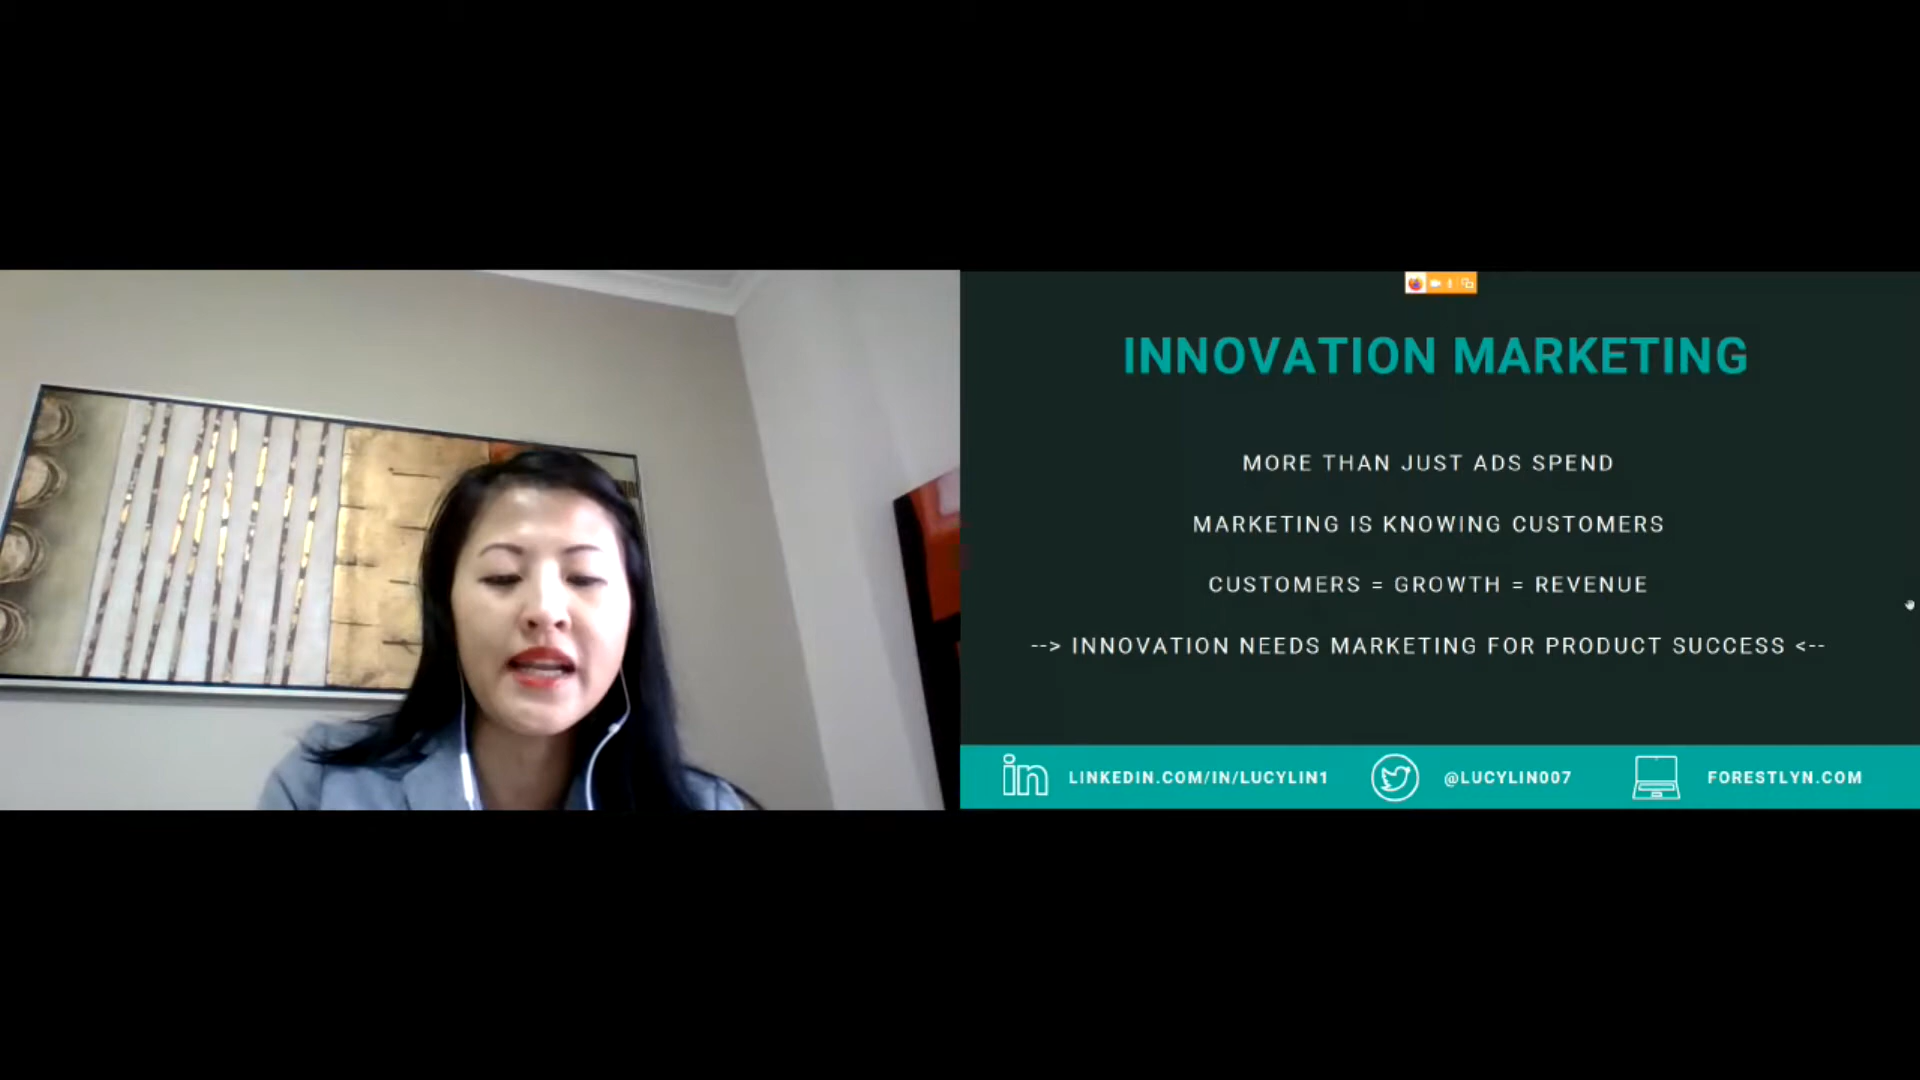 INNOVATION MARKETING
MORE THAN JUST ADS SPEND
MARKETING IS KNOWING CUSTOMERS
CUSTOMERS = GROWTH = REVENUE
--> INNOVATION NEEDS MARKETING FOR PRODUCT SUCCESS <--
in LINKEDIN.COM/IN/LUCYLIN1 @LUCYLIN007 FORESTLYN.COM